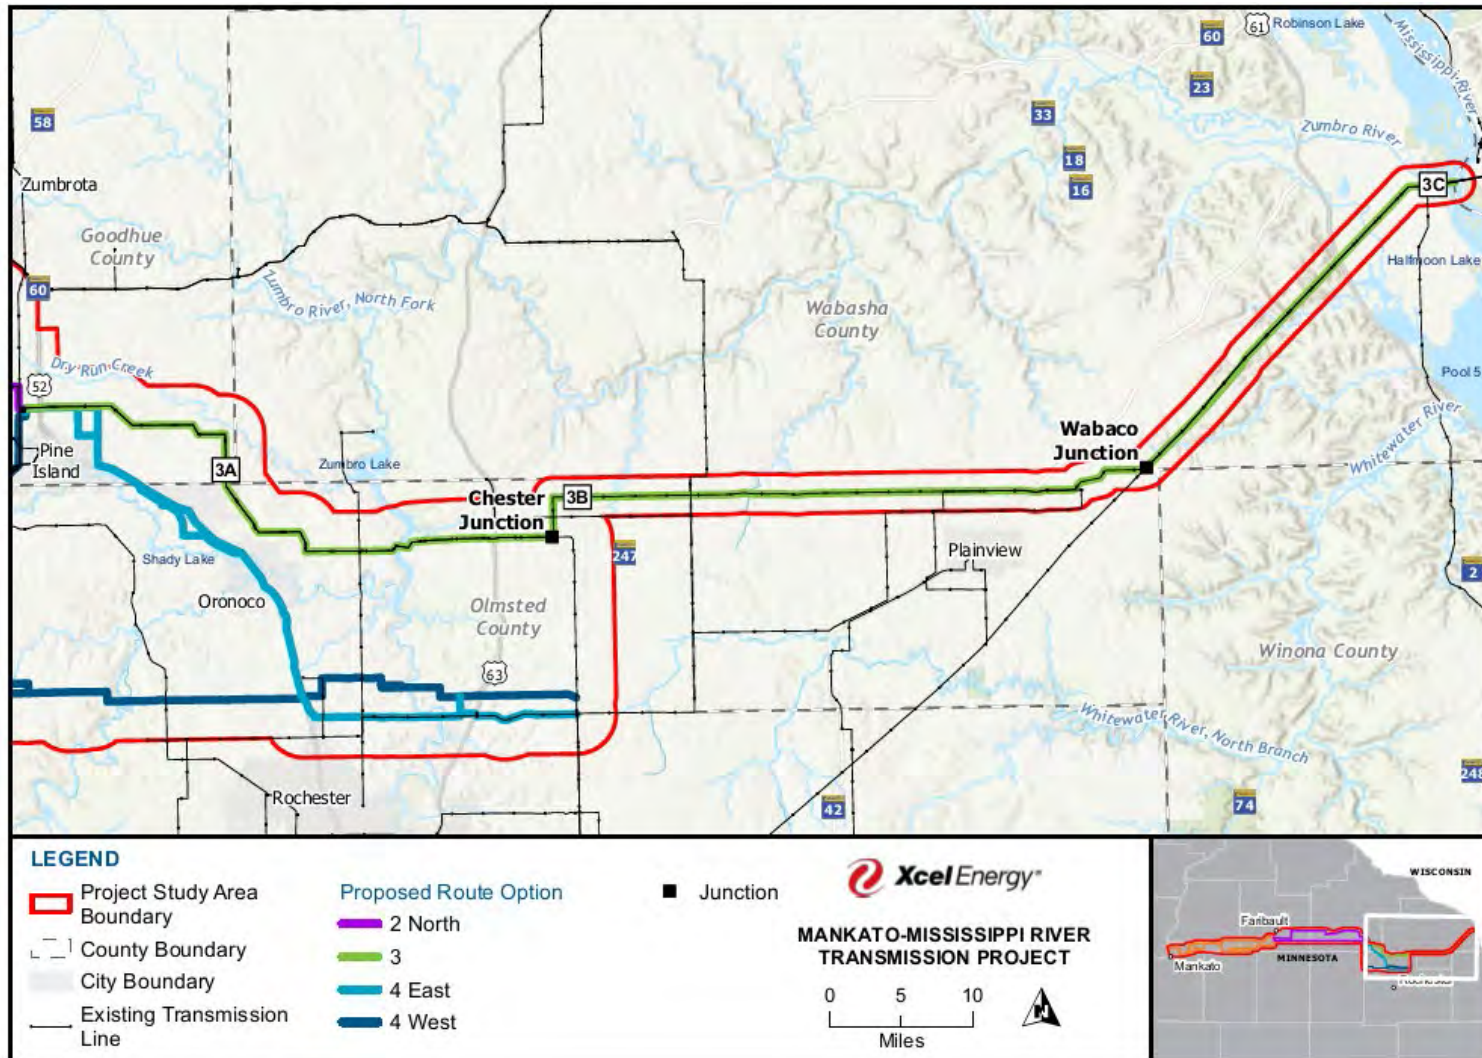 61
Robinson Lake
60
Mississippi River
23
58
33
Zumbro River
18
16
3C
Zumbrota
Goodhue
County
60
Zumbro River, North Fork
Halfmoon Lake
Wabasha
County
Dry Run Creek
52
Pool 5
Wabaco
Junction
Whitewater River
Pine
Island
3A
Zumbro Lake
Chester
Junction
3B
247
Plainview
Shady Lake
2
Oronoco
Olmsted
County
Winona County
63
Whitewater River, North Branch
248
Rochester
42
74
LEGEND
Project Study Area
Boundary
County Boundary
City Boundary
Existing Transmission
Line
Proposed Route Option
2 North
3
4 East
4 West
Junction
Xcel Energy®
MANKATO-MISSISSIPPI RIVER
TRANSMISSION PROJECT
0 5 10
Miles
N
WISCONSIN
Faribault
Mankato
MINNESOTA
Rochester